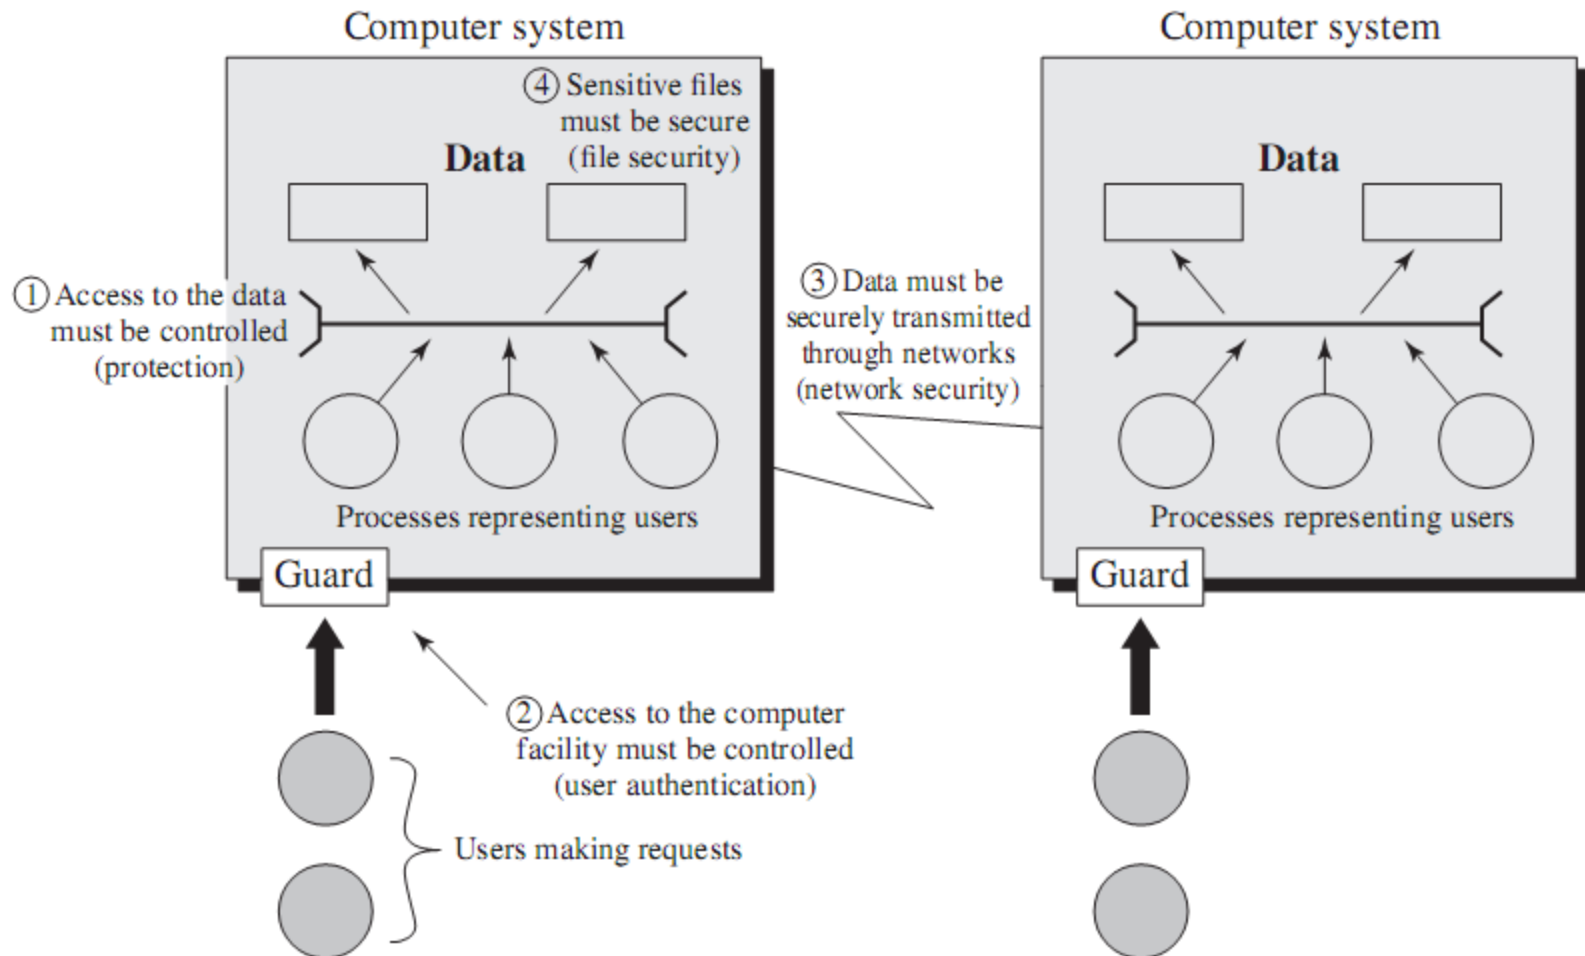 Computer system
④ Sensitive files
must be secure
(file security)
Data
① Access to the data
must be controlled
(protection)
Processes representing users
Guard
② Access to the computer
facility must be controlled
(user authentication)
Users making requests
③ Data must be
securely transmitted
through networks
(network security)
Computer system
Data
Processes representing users
Guard